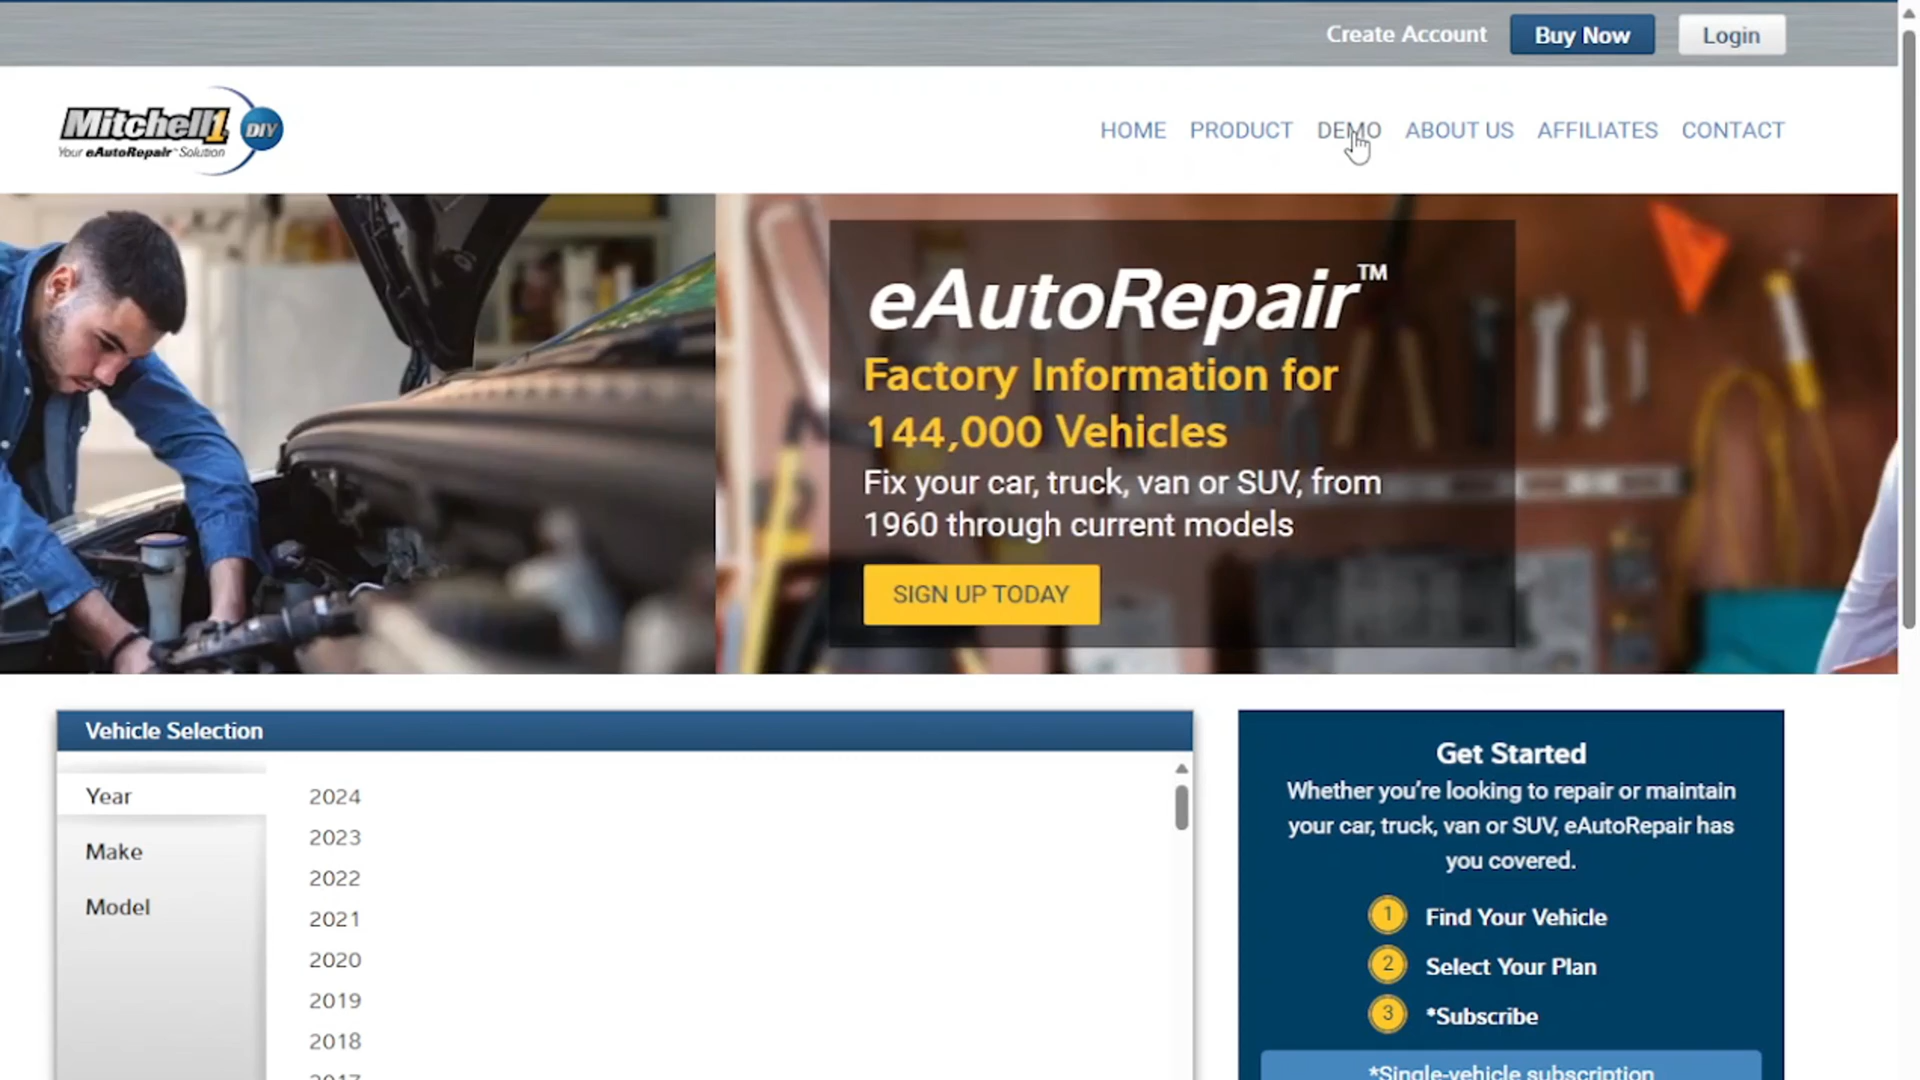 Create Account
Buy Now
Login
Mitchell1 DIY
Your eAutoRepair™ Solution
HOME
PRODUCT
DEMO
ABOUT US
AFFILIATES
CONTACT
eAutoRepair™
Factory Information for
144,000 Vehicles
Fix your car, truck, van or SUV, from
1960 through current models
SIGN UP TODAY
Vehicle Selection
Year
Make
Model
2024
2023
2022
2021
2020
2019
2018
2017
Get Started
Whether you’re looking to repair or maintain
your car, truck, van or SUV, eAutoRepair has
you covered.
1 Find Your Vehicle
2 Select Your Plan
3 *Subscribe
*Single-vehicle subscription